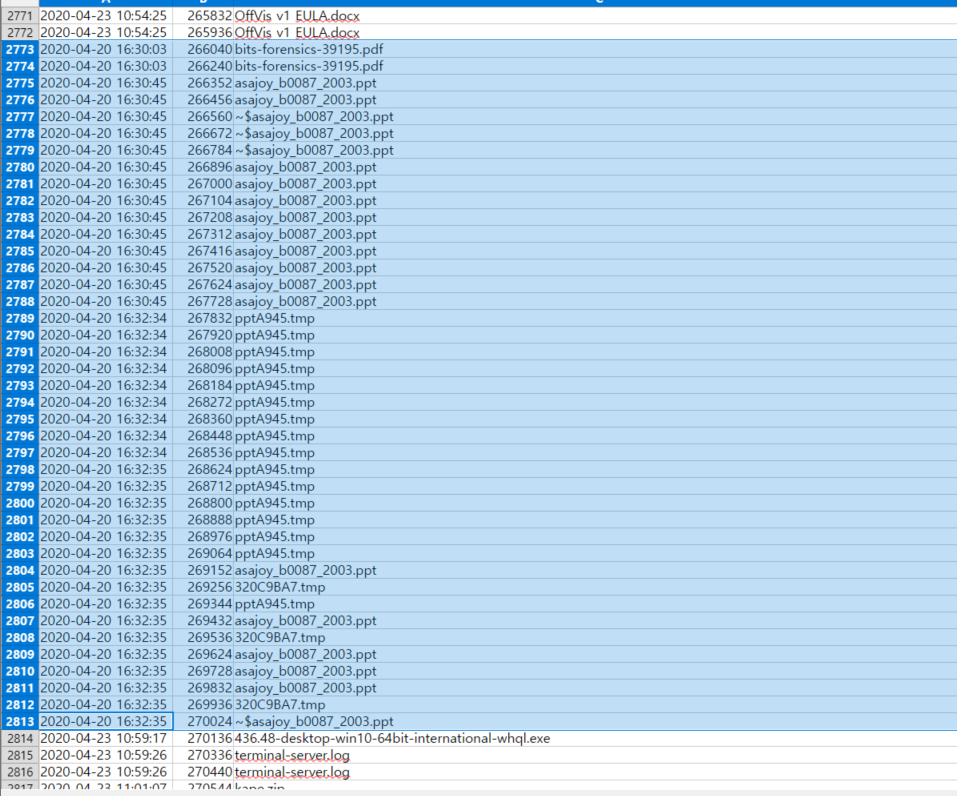 2771 2020-04-23 10:54:25 265832 OffVis v1 EULA.docx
2772 2020-04-23 10:54:25 265936 OffVis v1 EULA.docx
2773 2020-04-20 16:30:03 266040 bits-forensics-39195.pdf
2774 2020-04-20 16:30:03 266240 bits-forensics-39195.pdf
2775 2020-04-20 16:30:45 266352 asajoy_b0087_2003.ppt
2776 2020-04-20 16:30:45 266456 asajoy_b0087_2003.ppt
2777 2020-04-20 16:30:45 266560 ~$asajoy_b0087_2003.ppt
2778 2020-04-20 16:30:45 266672 ~$asajoy_b0087_2003.ppt
2779 2020-04-20 16:30:45 266784 ~$asajoy_b0087_2003.ppt
2780 2020-04-20 16:30:45 266896 asajoy_b0087_2003.ppt
2781 2020-04-20 16:30:45 267000 asajoy_b0087_2003.ppt
2782 2020-04-20 16:30:45 267104 asajoy_b0087_2003.ppt
2783 2020-04-20 16:30:45 267208 asajoy_b0087_2003.ppt
2784 2020-04-20 16:30:45 267312 asajoy_b0087_2003.ppt
2785 2020-04-20 16:30:45 267416 asajoy_b0087_2003.ppt
2786 2020-04-20 16:30:45 267520 asajoy_b0087_2003.ppt
2787 2020-04-20 16:30:45 267624 asajoy_b0087_2003.ppt
2788 2020-04-20 16:30:45 267728 asajoy_b0087_2003.ppt
2789 2020-04-20 16:32:34 267832 pptA945.tmp
2790 2020-04-20 16:32:34 267920 pptA945.tmp
2791 2020-04-20 16:32:34 268008 pptA945.tmp
2792 2020-04-20 16:32:34 268096 pptA945.tmp
2793 2020-04-20 16:32:34 268184 pptA945.tmp
2794 2020-04-20 16:32:34 268272 pptA945.tmp
2795 2020-04-20 16:32:34 268360 pptA945.tmp
2796 2020-04-20 16:32:34 268448 pptA945.tmp
2797 2020-04-20 16:32:34 268536 pptA945.tmp
2798 2020-04-20 16:32:35 268624 pptA945.tmp
2799 2020-04-20 16:32:35 268712 pptA945.tmp
2800 2020-04-20 16:32:35 268800 pptA945.tmp
2801 2020-04-20 16:32:35 268888 pptA945.tmp
2802 2020-04-20 16:32:35 268976 pptA945.tmp
2803 2020-04-20 16:32:35 269064 pptA945.tmp
2804 2020-04-20 16:32:35 269152 asajoy_b0087_2003.ppt
2805 2020-04-20 16:32:35 269256 320C9BA7.tmp
2806 2020-04-20 16:32:35 269344 pptA945.tmp
2807 2020-04-20 16:32:35 269432 asajoy_b0087_2003.ppt
2808 2020-04-20 16:32:35 269536 320C9BA7.tmp
2809 2020-04-20 16:32:35 269624 asajoy_b0087_2003.ppt
2810 2020-04-20 16:32:35 269728 asajoy_b0087_2003.ppt
2811 2020-04-20 16:32:35 269832 asajoy_b0087_2003.ppt
2812 2020-04-20 16:32:35 269936 320C9BA7.tmp
2813 2020-04-20 16:32:35 270024 ~$asajoy_b0087_2003.ppt
2814 2020-04-23 10:59:17 270136 436.48-desktop-win10-64bit-international-whql.exe
2815 2020-04-23 10:59:26 270336 terminal-server.log
2816 2020-04-23 10:59:26 270440 terminal-server.log
2817 2020-04-23 11:01:07 270544 kape.zip